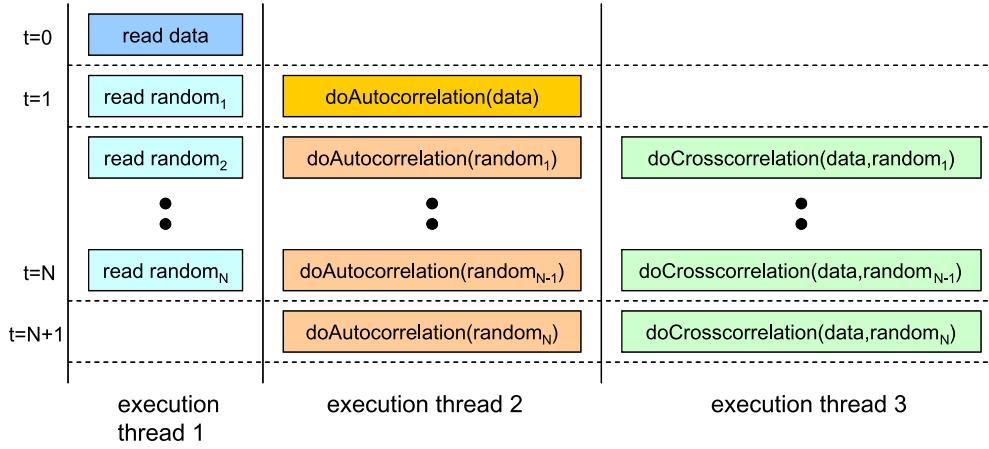 t=0 read data
t=1 read random₁ doAutocorrelation(data)
read random₂ doAutocorrelation(random₁) doCrosscorrelation(data,random₁)
t=N read randomN doAutocorrelation(randomN-1) doCrosscorrelation(data,randomN-1)
t=N+1 doAutocorrelation(randomN) doCrosscorrelation(data,randomN)
execution thread 1 execution thread 2 execution thread 3